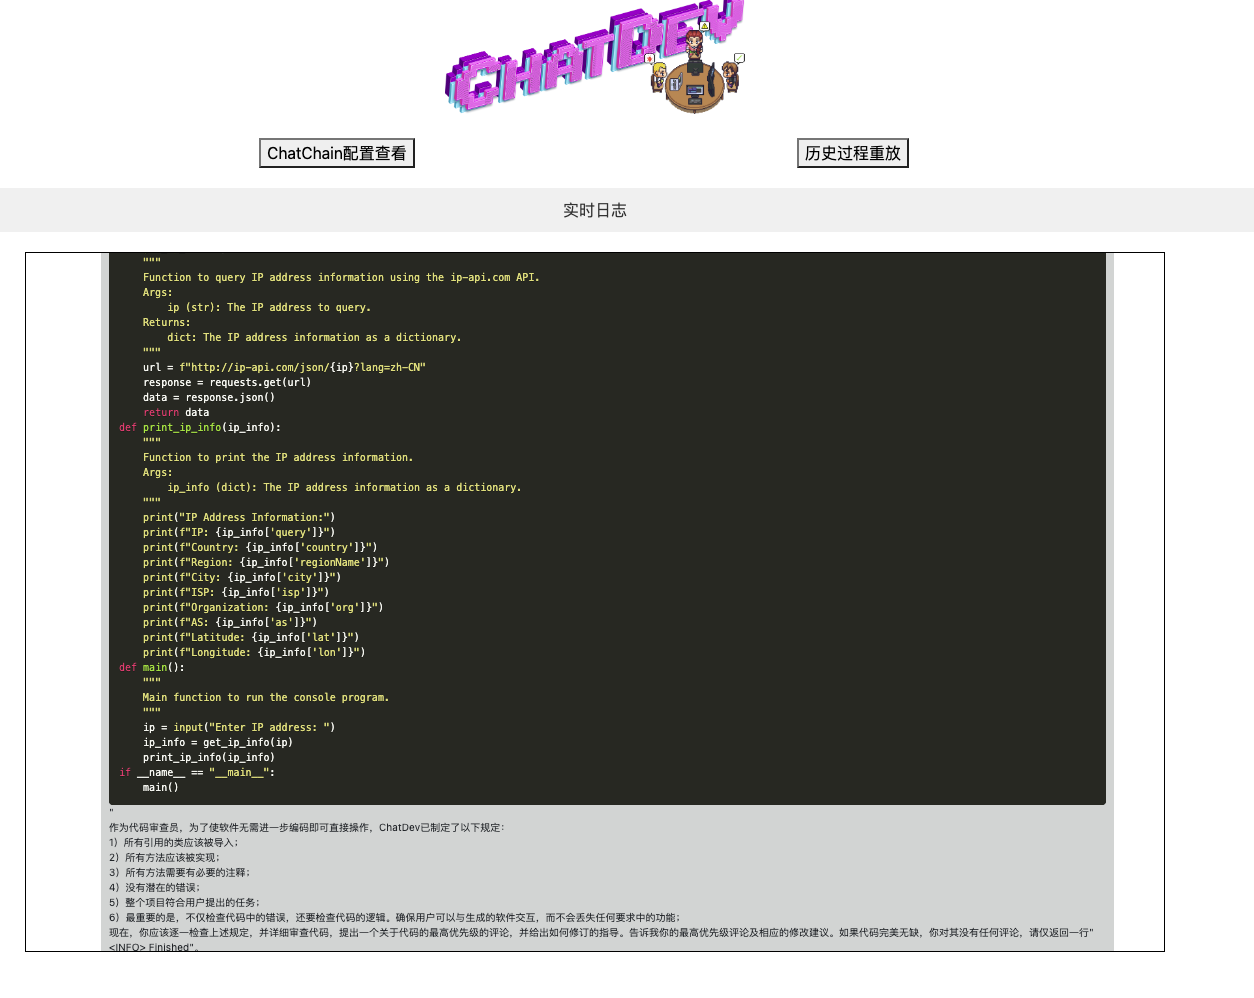 CHATDEV
ChatChain配置查看
历史过程重放
实时日志
"""
Function to query IP address information using the ip-api.com API.
Args:
ip (str): The IP address to query.
Returns:
dict: The IP address information as a dictionary.
"""
url = f"http://ip-api.com/json/{ip}?lang=zh-CN"
response = requests.get(url)
data = response.json()
return data
def print_ip_info(ip_info):
"""
Function to print the IP address information.
Args:
ip_info (dict): The IP address information as a dictionary.
"""
print("IP Address Information:")
print(f"IP: {ip_info['query']}")
print(f"Country: {ip_info['country']}")
print(f"Region: {ip_info['regionName']}")
print(f"City: {ip_info['city']}")
print(f"ISP: {ip_info['isp']}")
print(f"Organization: {ip_info['org']}")
print(f"AS: {ip_info['as']}")
print(f"Latitude: {ip_info['lat']}")
print(f"Longitude: {ip_info['lon']}")
def main():
"""
Main function to run the console program.
"""
ip = input("Enter IP address: ")
ip_info = get_ip_info(ip)
print_ip_info(ip_info)
if __name__ == "__main__":
main()
"
作为代码审查员，为了使软件无需进一步编码即可直接操作，ChatDev已制定了以下规定：
1）所有引用的类应该被导入；
2）所有方法应该被实现；
3）所有方法需要有必要的注释；
4）没有潜在的错误；
5）整个项目符合用户提出的任务；
6）最重要的是，不仅检查代码中的错误，还要检查代码的逻辑。确保用户可以与生成的软件交互，而不会丢失任何要求中的功能；
现在，你应该逐一检查上述规定，并详细审查代码，提出一个关于代码的最高优先级的评论，并给出如何修订的指导。告诉我你的最高优先级评论及相应的修改建议。如果代码完美无缺，你对其没有任何评论，请仅返回一行"
<INFO> Finished"。